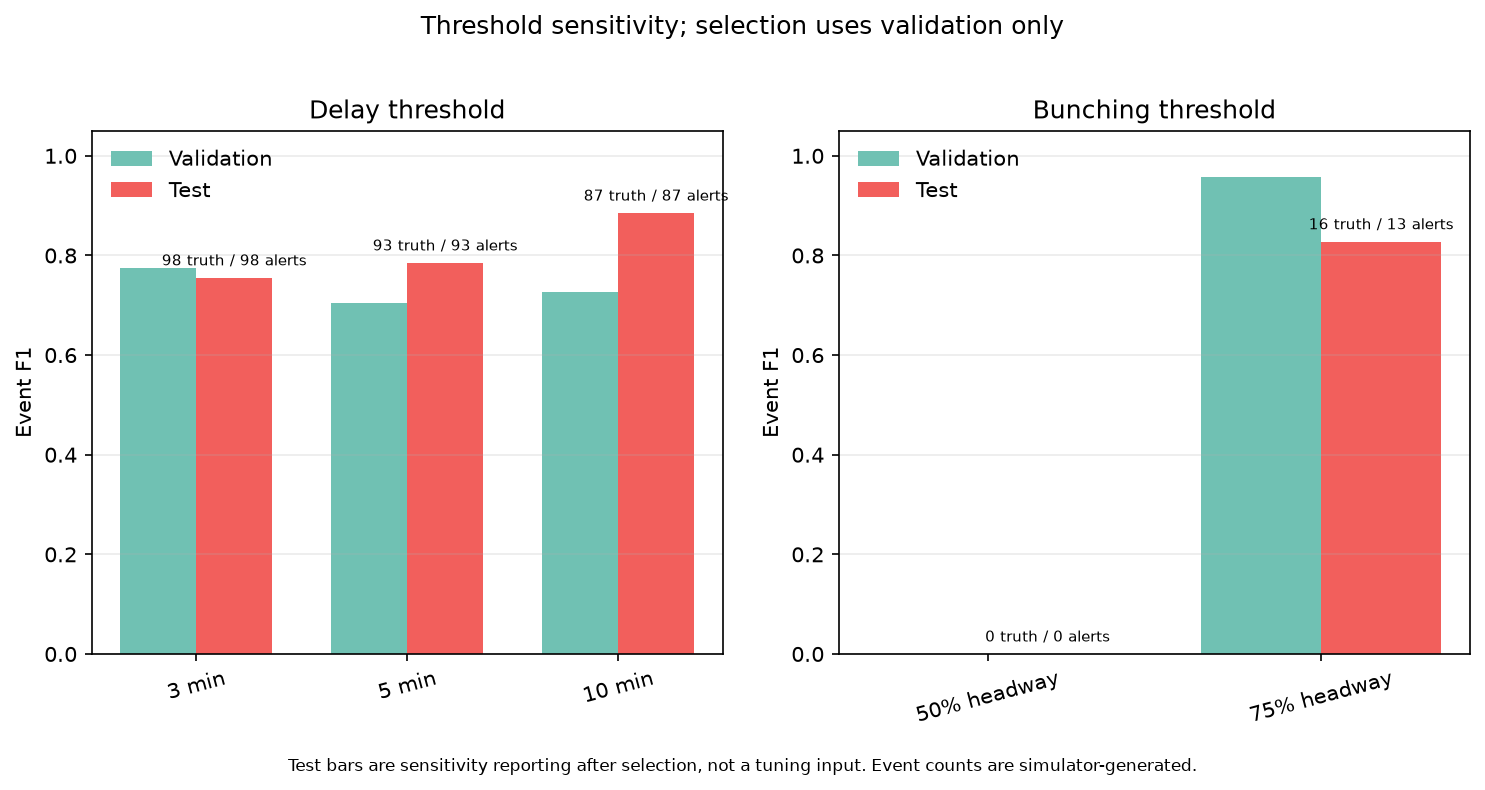 Threshold sensitivity; selection uses validation only
Delay threshold
Event F1
1.0
0.8
0.6
0.4
0.2
0.0
Validation
Test
98 truth / 98 alerts
93 truth / 93 alerts
87 truth / 87 alerts
3 min
5 min
10 min
Bunching threshold
Event F1
1.0
0.8
0.6
0.4
0.2
0.0
Validation
Test
0 truth / 0 alerts
16 truth / 13 alerts
50% headway
75% headway
Test bars are sensitivity reporting after selection, not a tuning input. Event counts are simulator-generated.